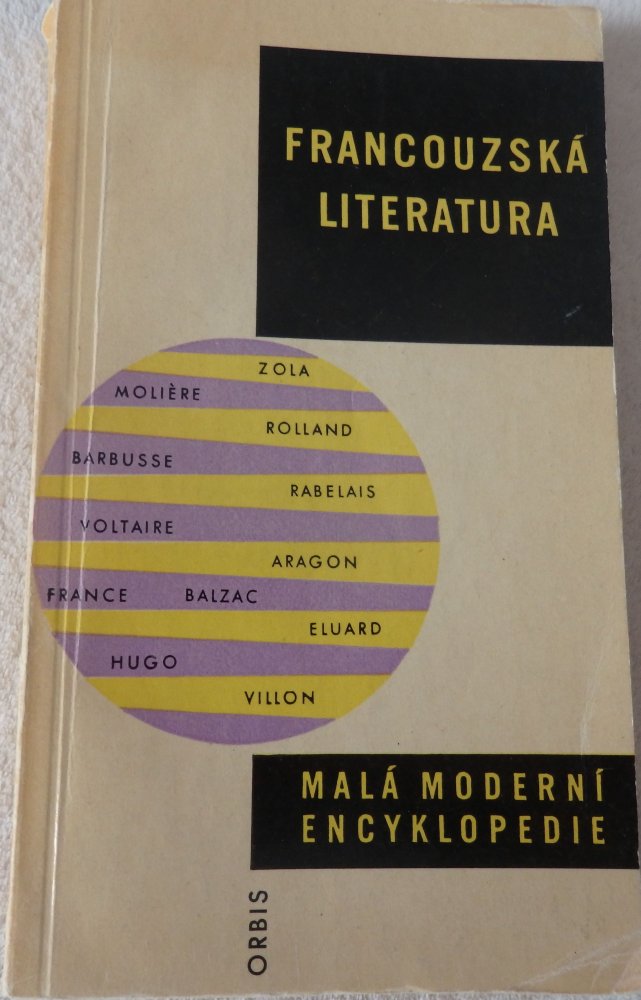 FRANCOUZSKÁ
LITERATURA
ZOLA
MOLIÈRE
ROLLAND
BARBUSSE
RABELAIS
VOLTAIRE
ARAGON
FRANCE BALZAC
ELUARD
HUGO
VILLON
MALÁ MODERNÍ
ENCYKLOPEDIE
ORBIS